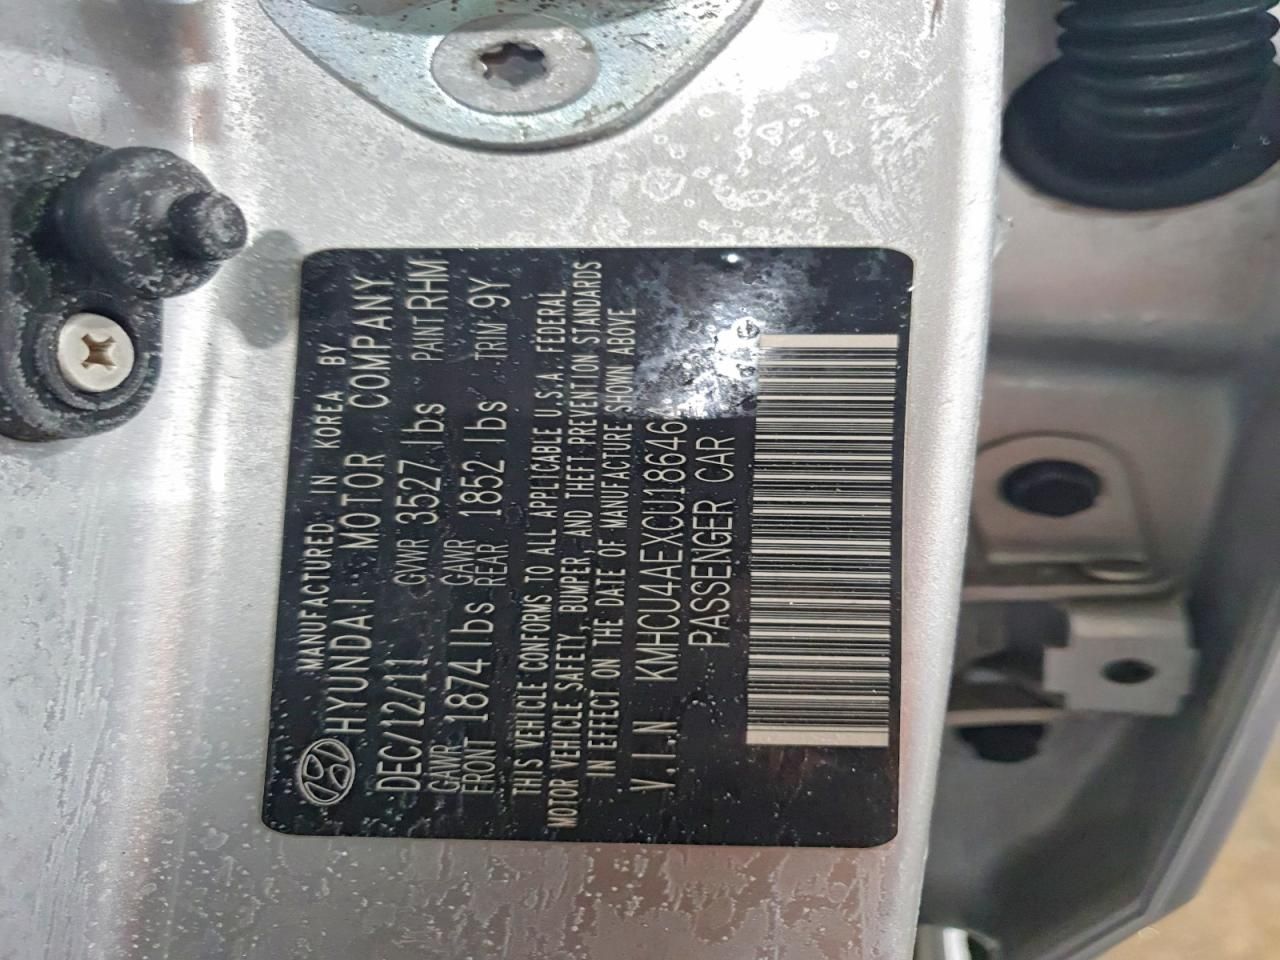 MANUFACTURED IN KOREA BY
HYUNDAI MOTOR COMPANY
DEC/12/11 GVWR 3527 lbs PAINT RHM
GAWR FRONT 1874 lbs GAWR REAR 1852 lbs TRIM 9Y
THIS VEHICLE CONFORMS TO ALL APPLICABLE U.S.A. FEDERAL
MOTOR VEHICLE SAFETY, BUMPER, AND THEFT PREVENTION STANDARDS
IN EFFECT ON THE DATE OF MANUFACTURE SHOWN ABOVE
V.I.N KMHCU4AEXCU18646
PASSENGER CAR